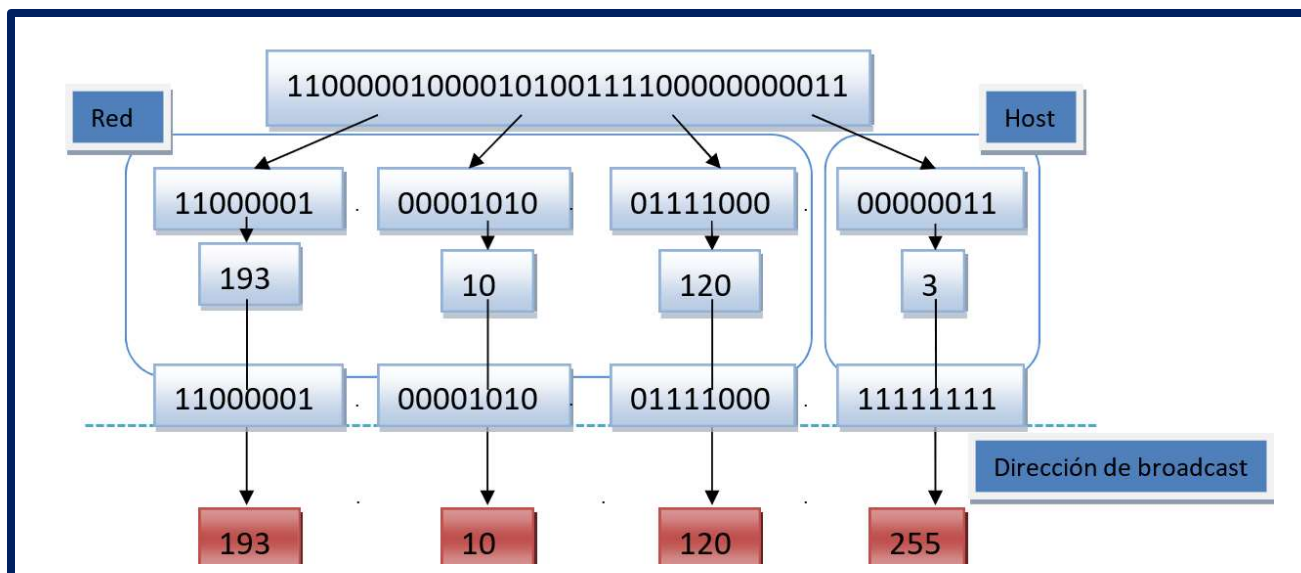 11000001000010100111100000000011
Red
Host
11000001 . 00001010 . 01111000 . 00000011
193 10 120 3
11000001 . 00001010 . 01111000 . 11111111
Dirección de broadcast
193 . 10 . 120 . 255